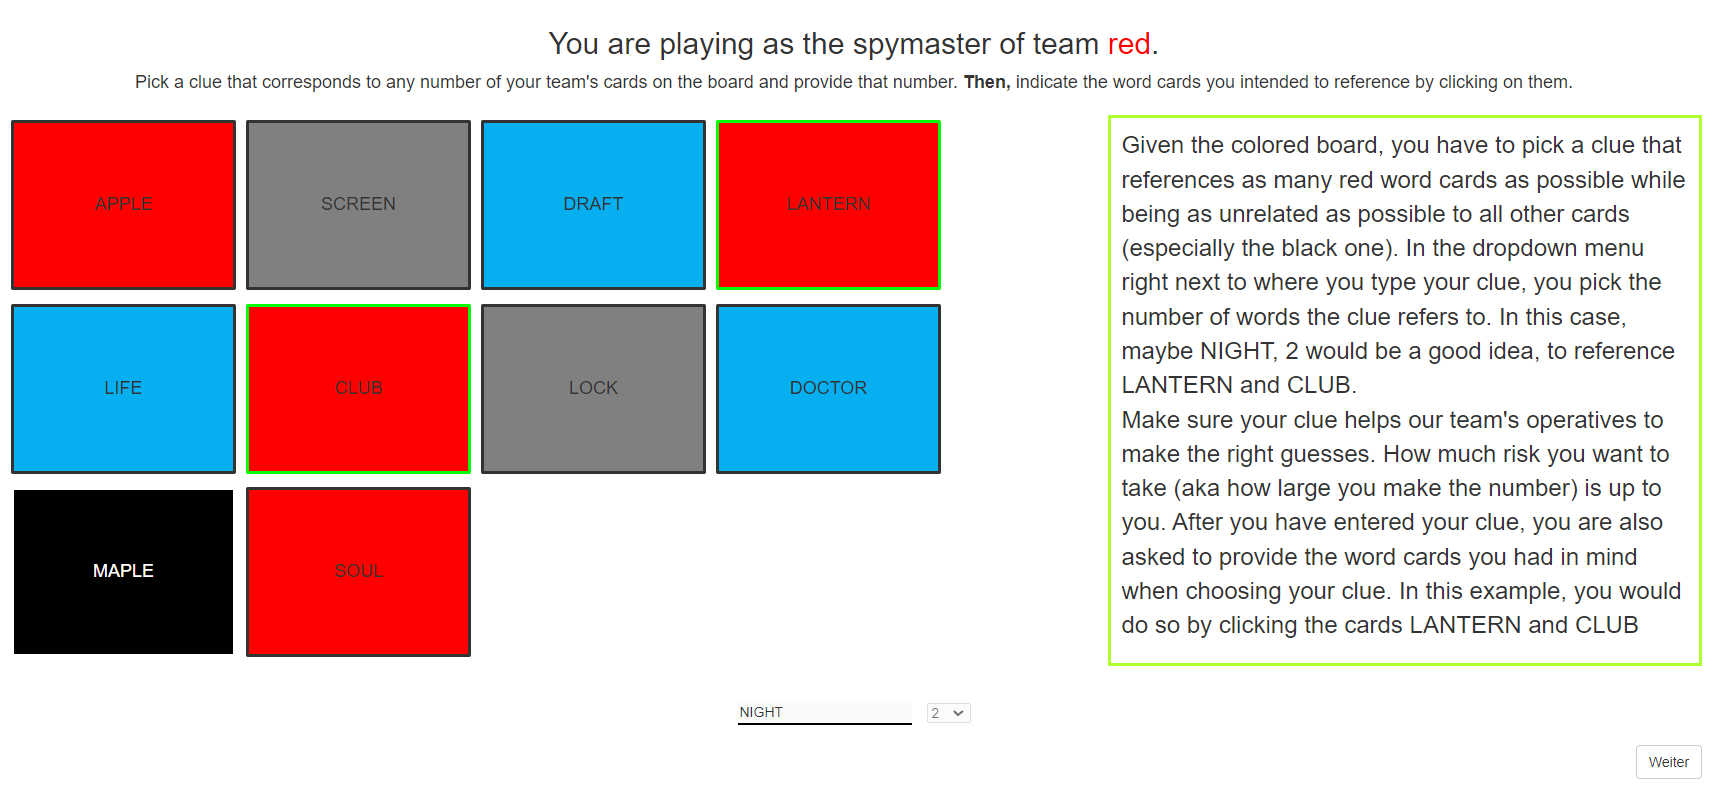 You are playing as the spymaster of team red.
Pick a clue that corresponds to any number of your team's cards on the board and provide that number. Then, indicate the word cards you intended to reference by clicking on them.
APPLE
SCREEN
DRAFT
LANTERN
LIFE
CLUB
LOCK
DOCTOR
MAPLE
SOUL
Given the colored board, you have to pick a clue that
references as many red word cards as possible while
being as unrelated as possible to all other cards
(especially the black one). In the dropdown menu
right next to where you type your clue, you pick the
number of words the clue refers to. In this case,
maybe NIGHT, 2 would be a good idea, to reference
LANTERN and CLUB.
Make sure your clue helps our team's operatives to
make the right guesses. How much risk you want to
take (aka how large you make the number) is up to
you. After you have entered your clue, you are also
asked to provide the word cards you had in mind
when choosing your clue. In this example, you would
do so by clicking the cards LANTERN and CLUB
NIGHT
2
Weiter